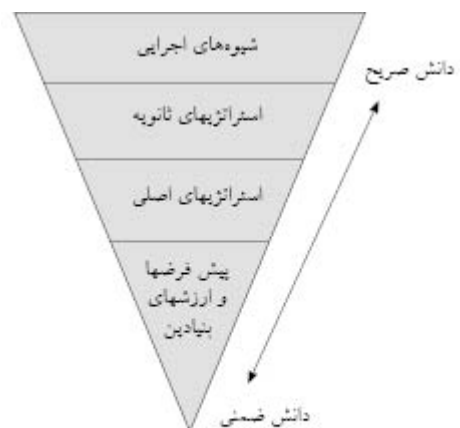 شیوه‌های اجرایی
دانش صریح
استراتژیهای ثانویه
استراتژیهای اصلی
پیش فرضها
و ارزشهای
بنیادین
دانش ضمنی